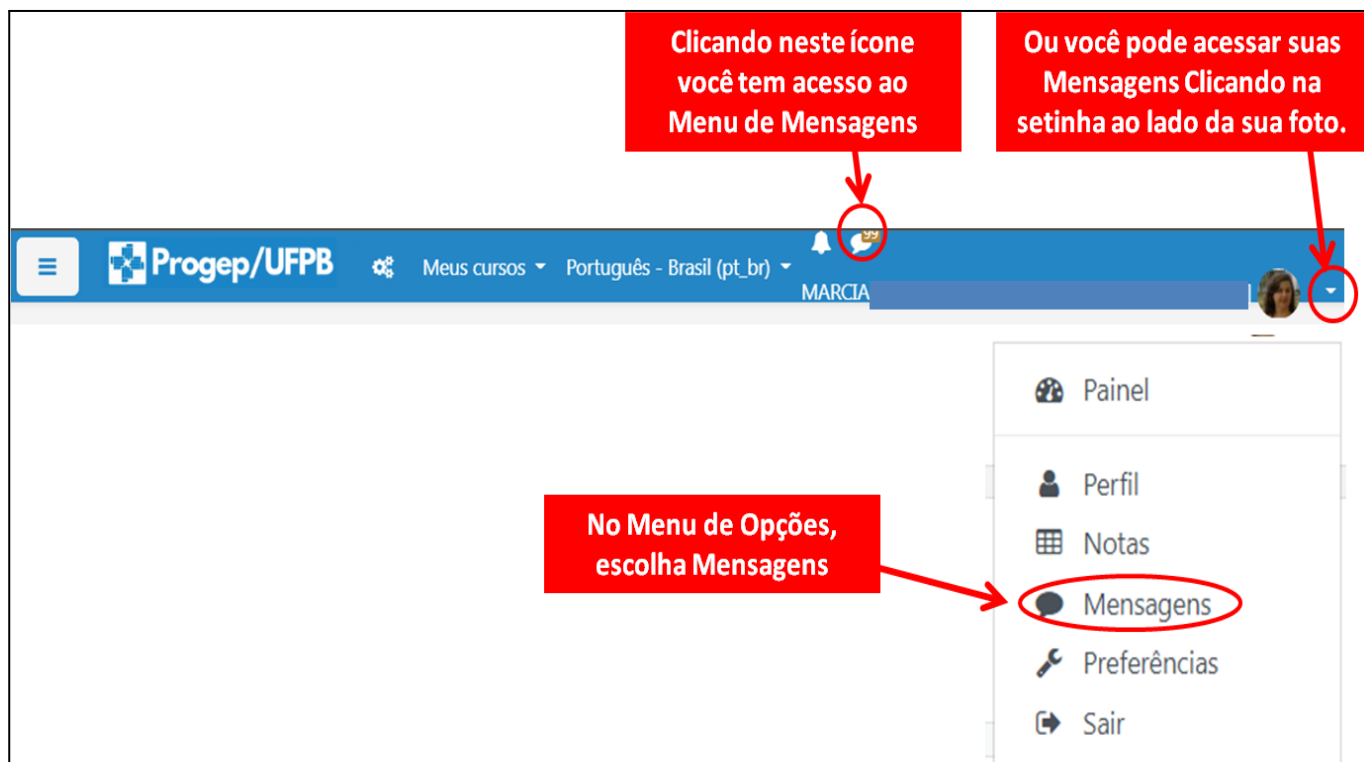 Clicando neste ícone
você tem acesso ao
Menu de Mensagens
Ou você pode acessar suas
Mensagens Clicando na
setinha ao lado da sua foto.
99
Progep/UFPB Meus cursos Português - Brasil (pt_br)
MARCIA
Painel
Perfil
Notas
No Menu de Opções,
escolha Mensagens
Mensagens
Preferências
Sair